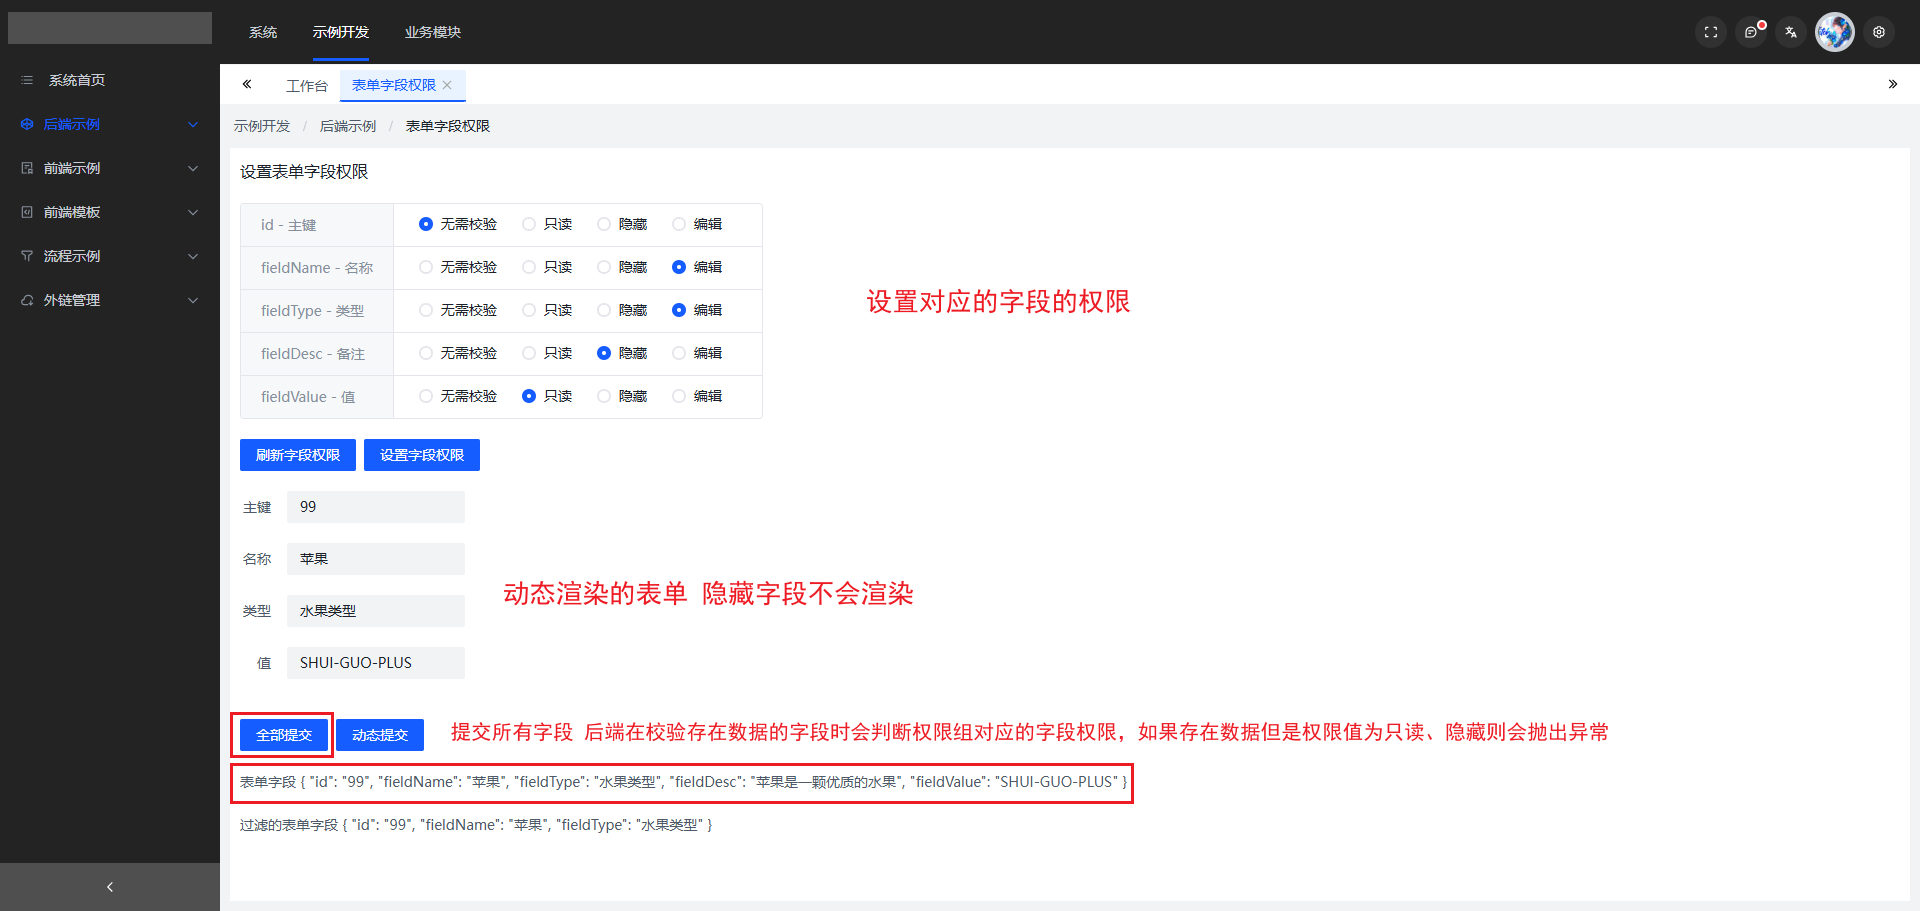 系统 示例开发 业务模块
系统首页
后端示例
前端示例
前端模板
流程示例
外链管理
工作台 表单字段权限
示例开发 / 后端示例 / 表单字段权限
设置表单字段权限
id - 主键 无需校验 只读 隐藏 编辑
fieldName - 名称 无需校验 只读 隐藏 编辑
fieldType - 类型 无需校验 只读 隐藏 编辑
fieldDesc - 备注 无需校验 只读 隐藏 编辑
fieldValue - 值 无需校验 只读 隐藏 编辑
设置对应的字段的权限
刷新字段权限 设置字段权限
主键 99
名称 苹果
类型 水果类型
值 SHUI-GUO-PLUS
动态渲染的表单 隐藏字段不会渲染
全部提交 动态提交
提交所有字段 后端在校验存在数据的字段时会判断权限组对应的字段权限，如果存在数据但是权限值为只读、隐藏则会抛出异常
表单字段 { "id": "99", "fieldName": "苹果", "fieldType": "水果类型", "fieldDesc": "苹果是一颗优质的水果", "fieldValue": "SHUI-GUO-PLUS" }
过滤的表单字段 { "id": "99", "fieldName": "苹果", "fieldType": "水果类型" }